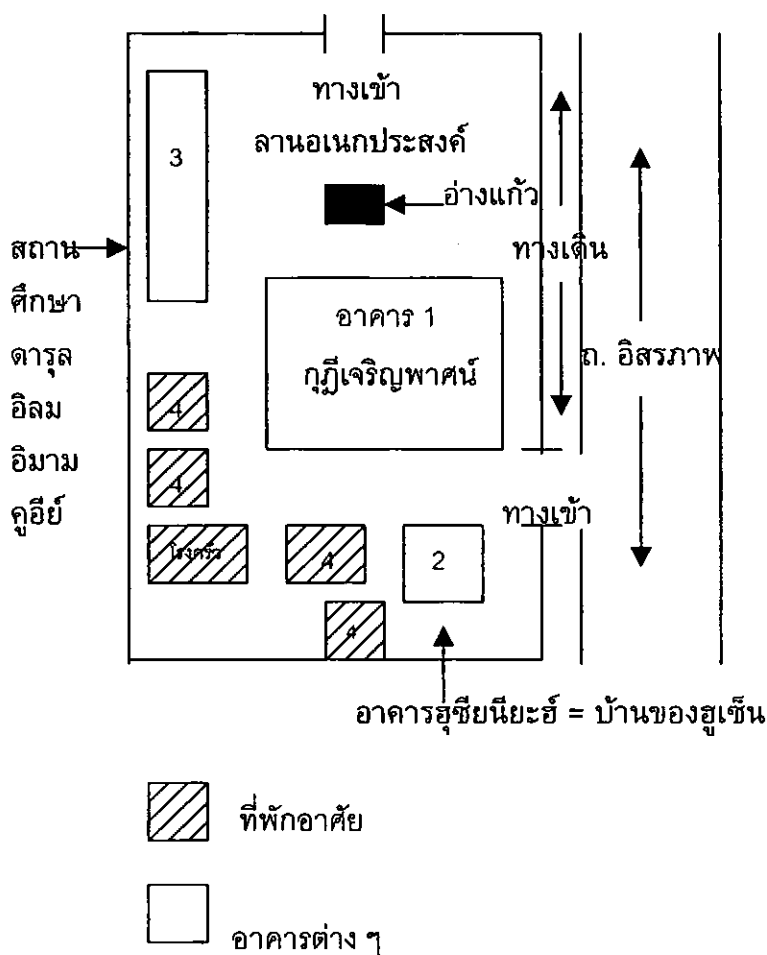 ทางเข้า
ลานอเนกประสงค์
3
อ่างแก้ว
สถาน
ศึกษา
ดารุล
อิลม
อิมาม
คูอีย์
ทางเดิน
อาคาร 1
กุฎีเจริญพาศน์
ถ. อิสรภาพ
4
4
ทางเข้า
โรงครัว
4
2
4
อาคารฮุซียนียะฮ์ = บ้านของฮูเซ็น
ที่พักอาศัย
อาคารต่าง ๆ